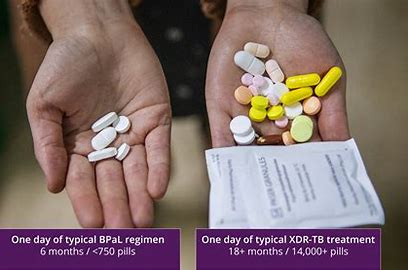 One day of typical BPaL regimen
6 months / <750 pills
One day of typical XDR-TB treatment
18+ months / 14,000+ pills